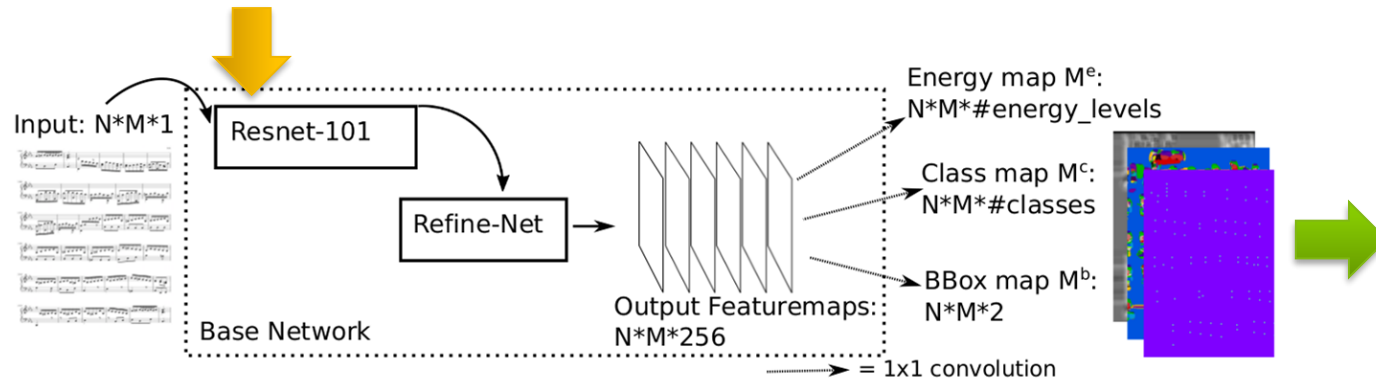 Input: N*M*1
Resnet-101
Refine-Net
Base Network
Output Featuremaps:
N*M*256
Energy map Mᵉ:
N*M*#energy_levels
Class map Mᶜ:
N*M*#classes
BBox map Mᵇ:
N*M*2
= 1x1 convolution